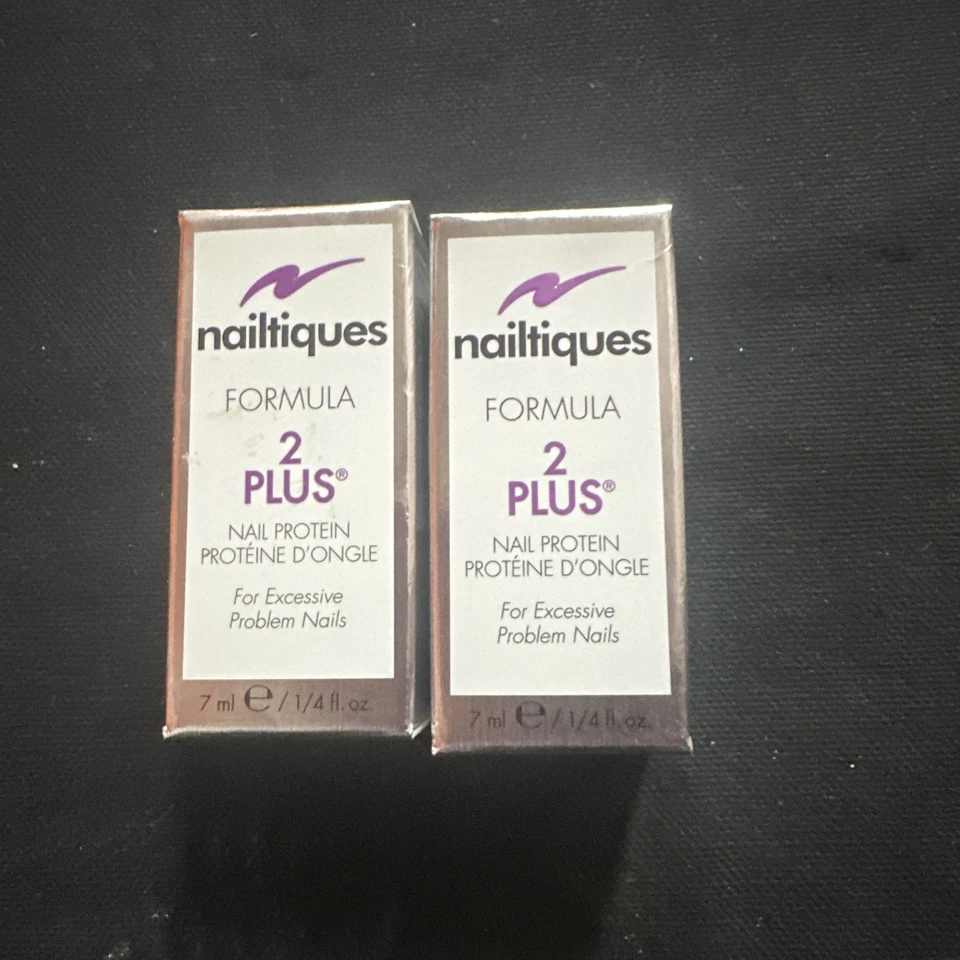 nailtiques
FORMULA
2
PLUS®
NAIL PROTEIN
PROTÉINE D'ONGLE
For Excessive
Problem Nails
7 ml e / 1/4 fl. oz.
nailtiques
FORMULA
2
PLUS®
NAIL PROTEIN
PROTÉINE D'ONGLE
For Excessive
Problem Nails
7 ml e / 1/4 fl. oz.